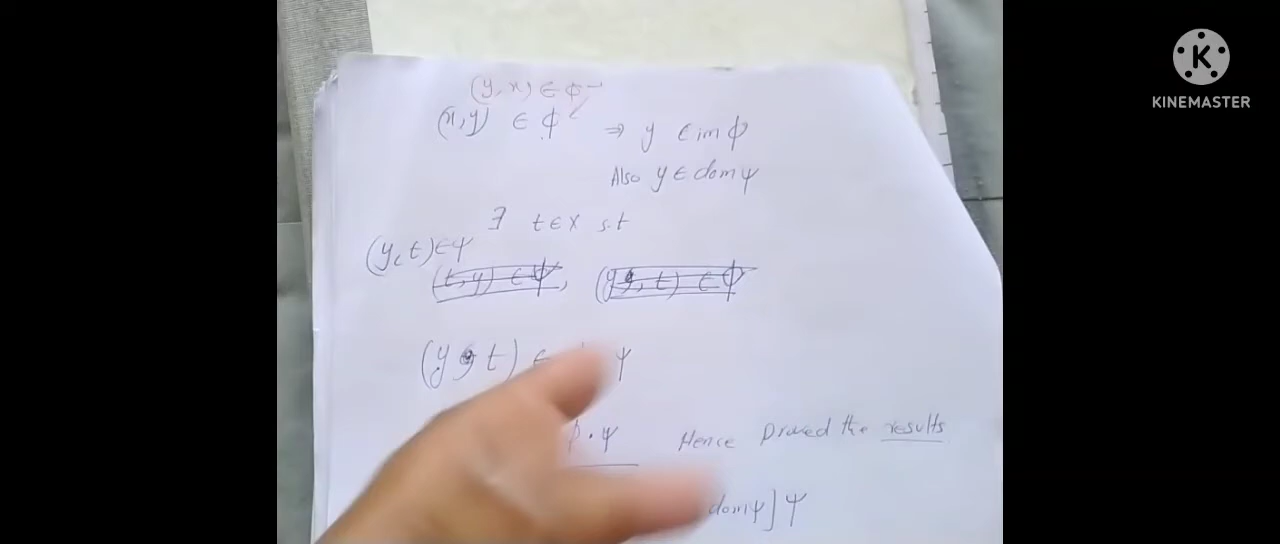 (y, x) ∈ φ⁻
(x, y) ∈ φ ⇒ y ∈ im φ
Also y ∈ dom ψ
∃ t ∈ X s.t
(y, t) ∈ ψ
(t, y) ∈ ψ, (y, t) ∈ φ
(y t) ∈ ψ
φ · ψ Hence Proved the results
dom ψ] ψ
K
KINEMASTER